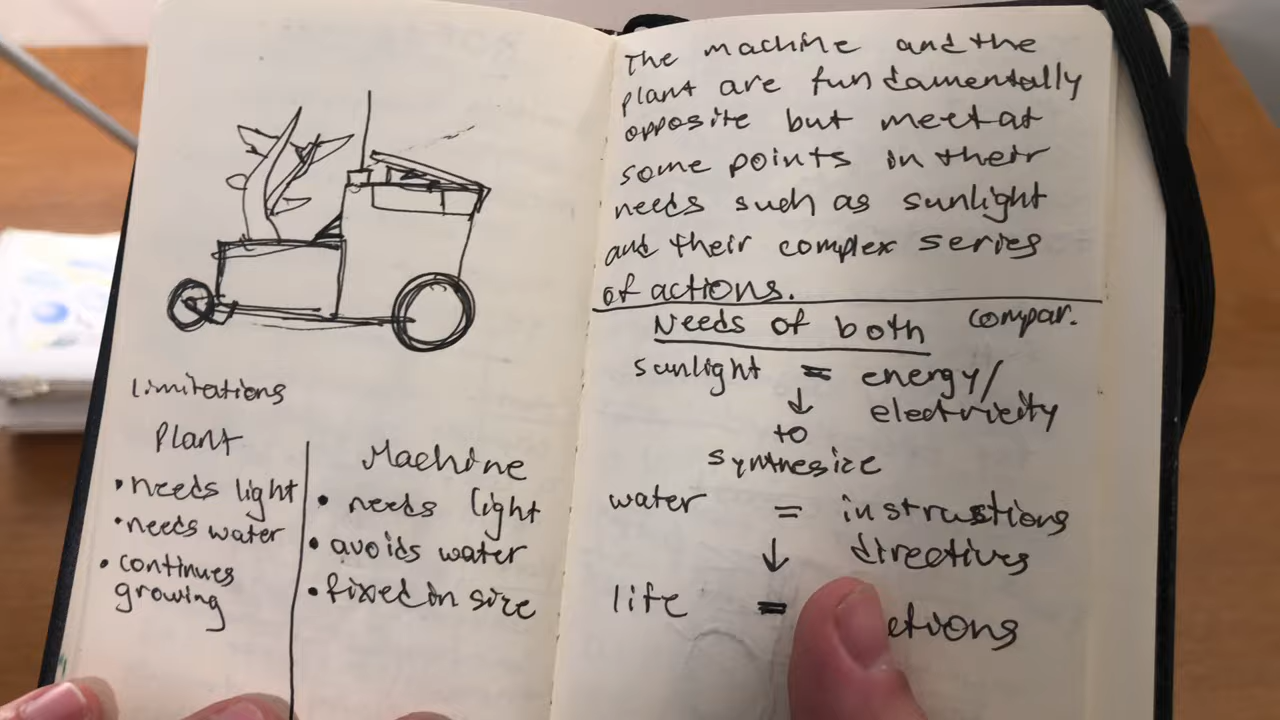 Limitations
Plant
• needs light
• needs water
• continues
growing
Machine
• needs light
• avoids water
• fixed in size
The machine and the
plant are fundamentally
opposite but meet at
some points in their
needs such as sunlight
and their complex series
of actions.
Needs of both compar.
sunlight = energy/
↓ electricity
to
synthesize
water = instrustions
↓ directives
life =